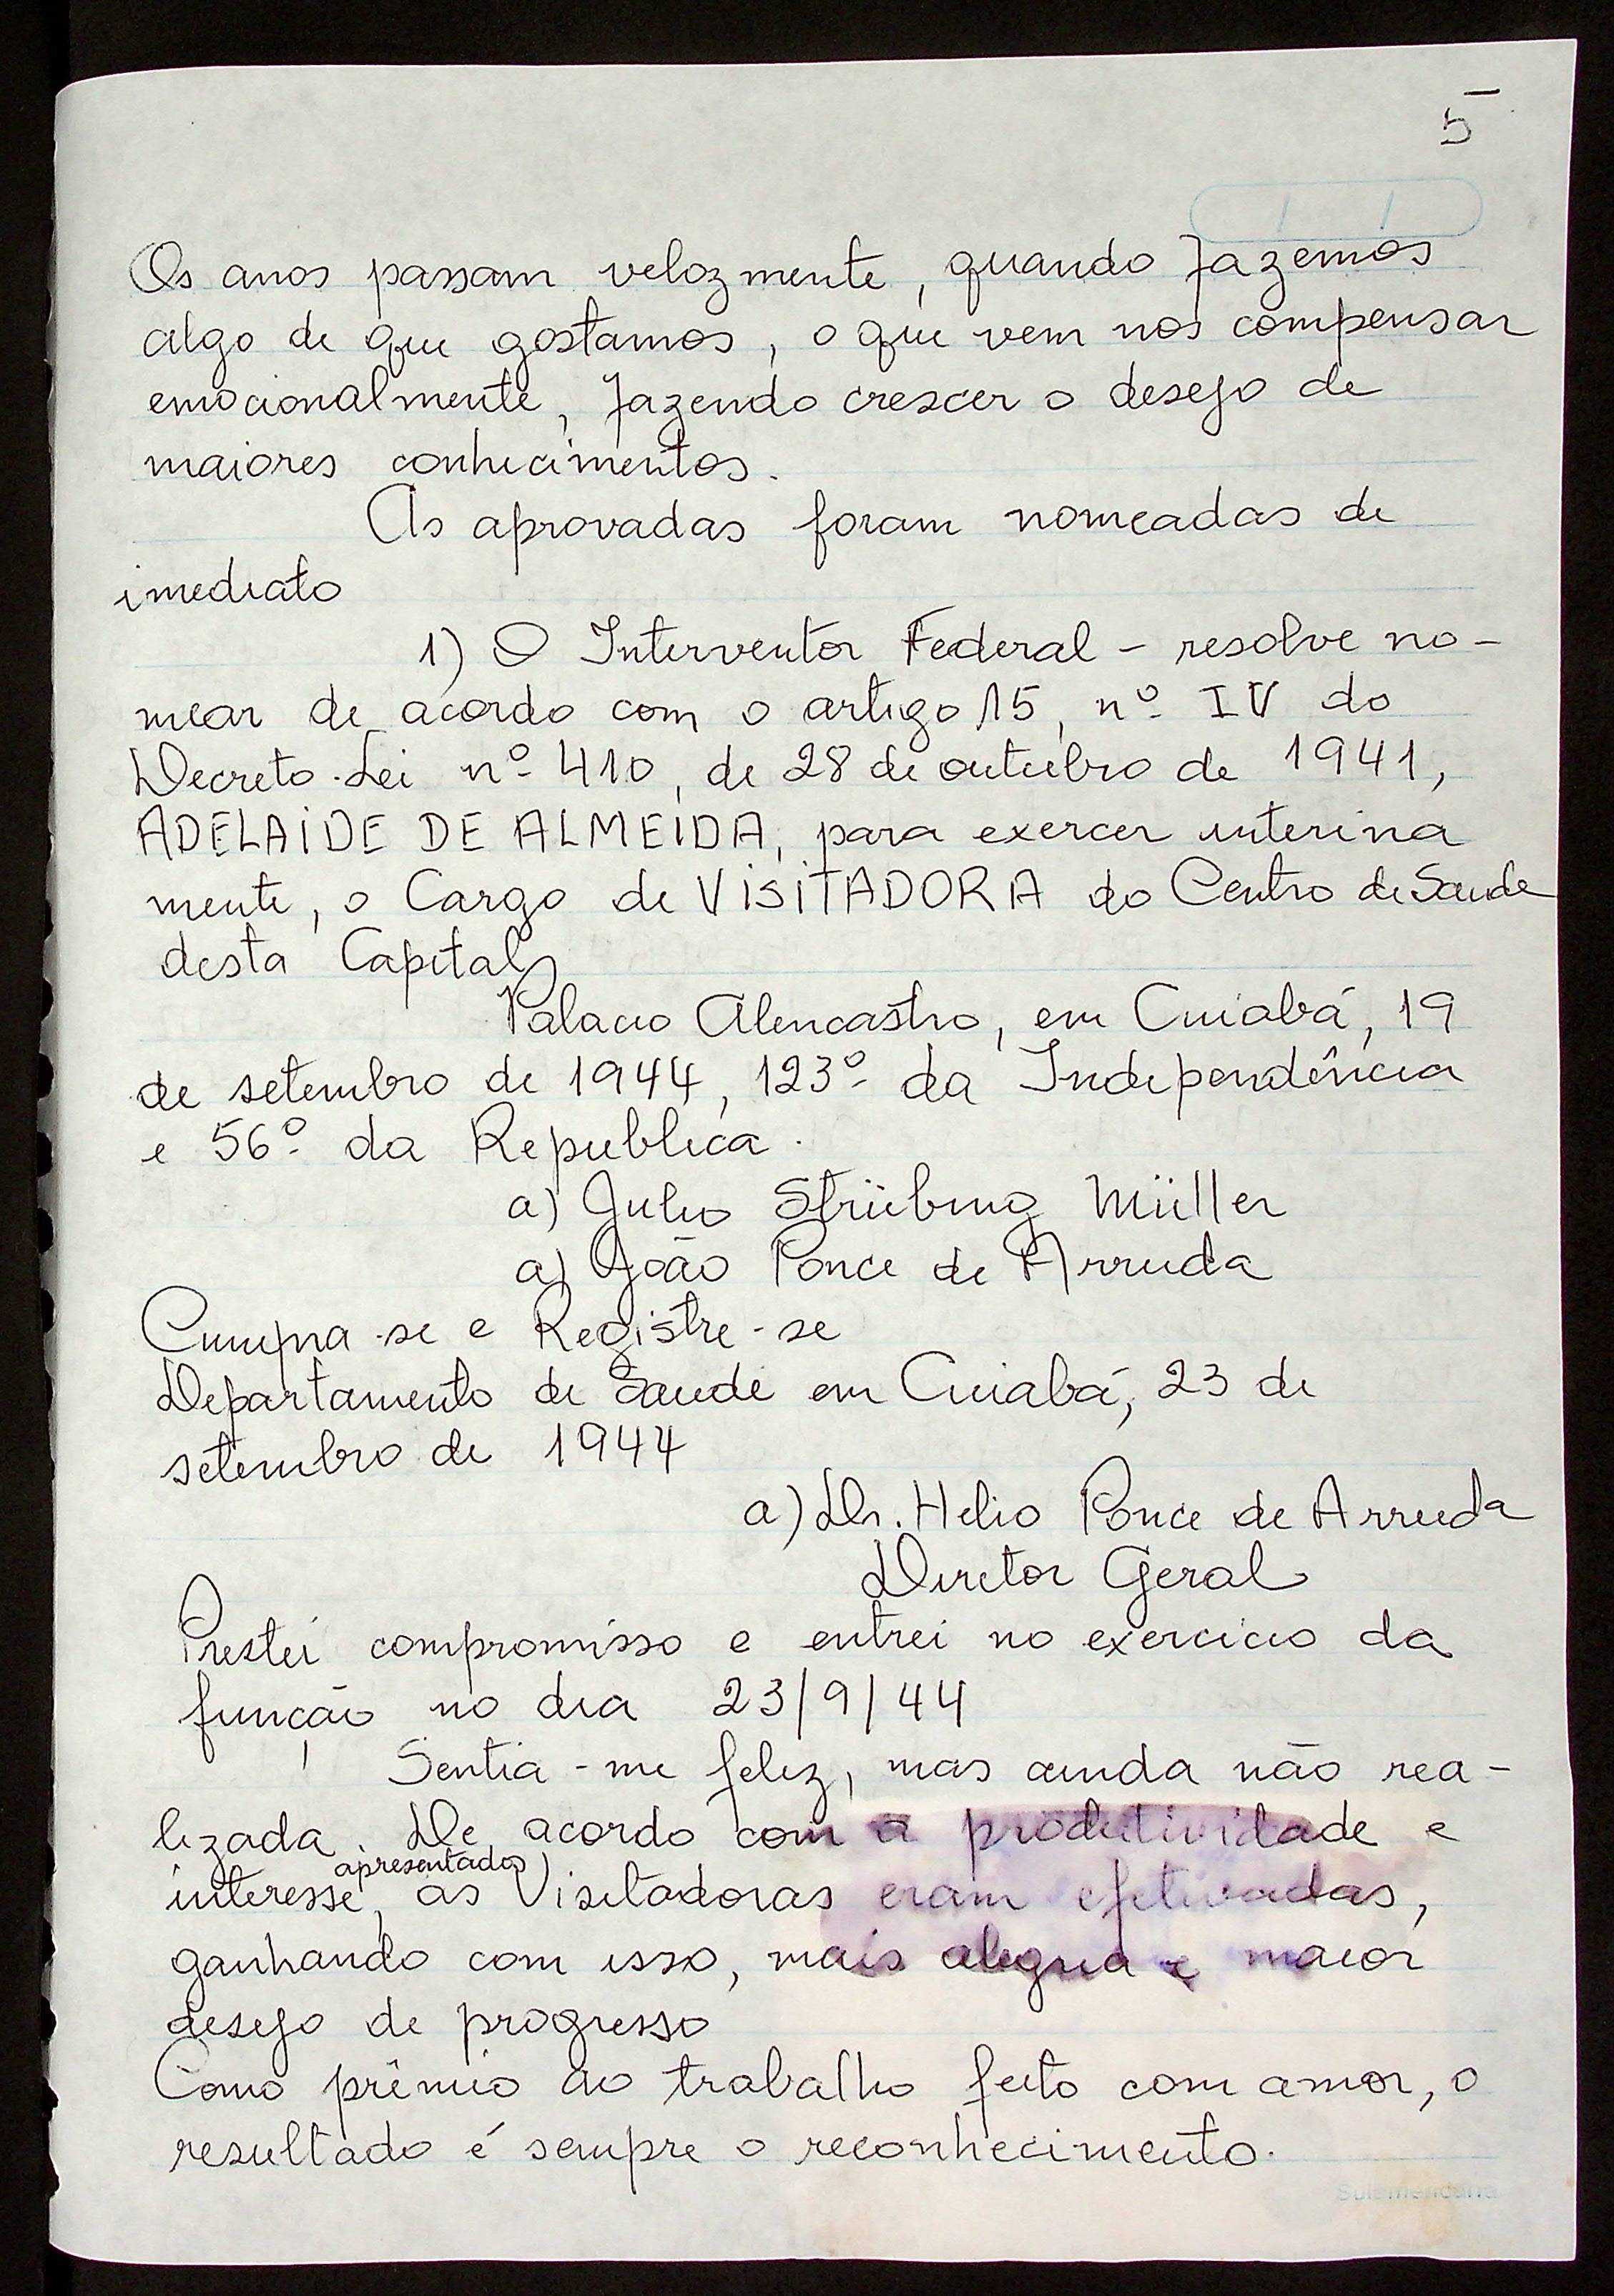 5
Os anos passam velozmente, quando fazemos
algo de que gostamos, o que vem nos compensar
emocionalmente, fazendo crescer o desejo de
maiores conhecimentos.
As aprovadas foram nomeadas de
imediato
1) O Interventor Federal - resolve no-
mear de acordo com o artigo 15, nº IV do
Decreto-Lei nº 410, de 28 de outubro de 1941,
ADELAIDE DE ALMEIDA, para exercer interina
mente, o Cargo de VISITADORA do Centro de Saude
desta Capital
Palacio Alencastro, em Cuiabá, 19
de setembro de 1944, 123º da Independência
e 56º da Republica.
a) Julio Strübing Müller
a) João Ponce de Arruda
Cumpra-se e Registre-se
Departamento de Saude em Cuiabá, 23 de
setembro de 1944
a) Dr. Helio Ponce de Arruda
Diretor Geral
Prestei compromisso e entrei no exercicio da
função no dia 23/9/44
Sentia-me feliz, mas ainda não rea-
lizada. De acordo com a produtividade e
apresentados
interesse, as Visitadoras eram efetivadas,
ganhando com isso, mais alegria e maior
desejo de progresso
Como prêmio ao trabalho feito com amor, o
resultado é sempre o reconhecimento.
Sulamericana